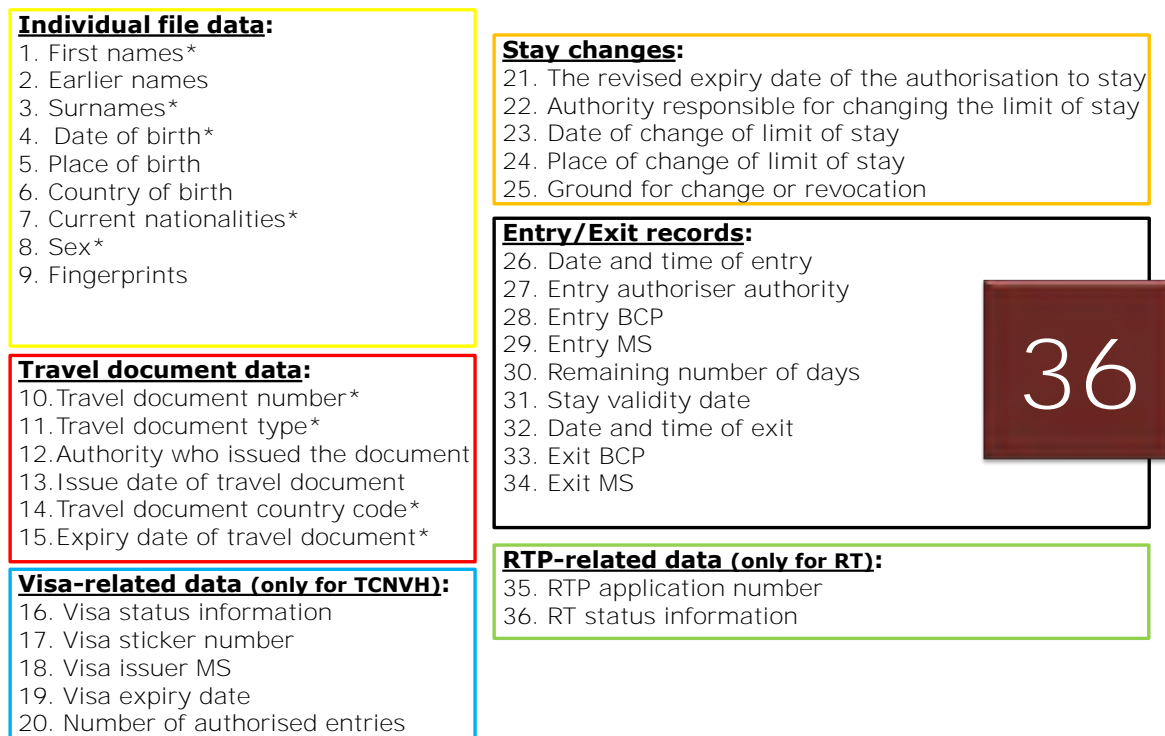 Individual file data:
1. First names*
2. Earlier names
3. Surnames*
4. Date of birth*
5. Place of birth
6. Country of birth
7. Current nationalities*
8. Sex*
9. Fingerprints
Travel document data:
10.Travel document number*
11.Travel document type*
12.Authority who issued the document
13.Issue date of travel document
14.Travel document country code*
15.Expiry date of travel document*
Visa-related data (only for TCNVH):
16. Visa status information
17. Visa sticker number
18. Visa issuer MS
19. Visa expiry date
20. Number of authorised entries
Stay changes:
21. The revised expiry date of the authorisation to stay
22. Authority responsible for changing the limit of stay
23. Date of change of limit of stay
24. Place of change of limit of stay
25. Ground for change or revocation
Entry/Exit records:
26. Date and time of entry
27. Entry authoriser authority
28. Entry BCP
29. Entry MS
30. Remaining number of days
31. Stay validity date
32. Date and time of exit
33. Exit BCP
34. Exit MS
36
RTP-related data (only for RT):
35. RTP application number
36. RT status information